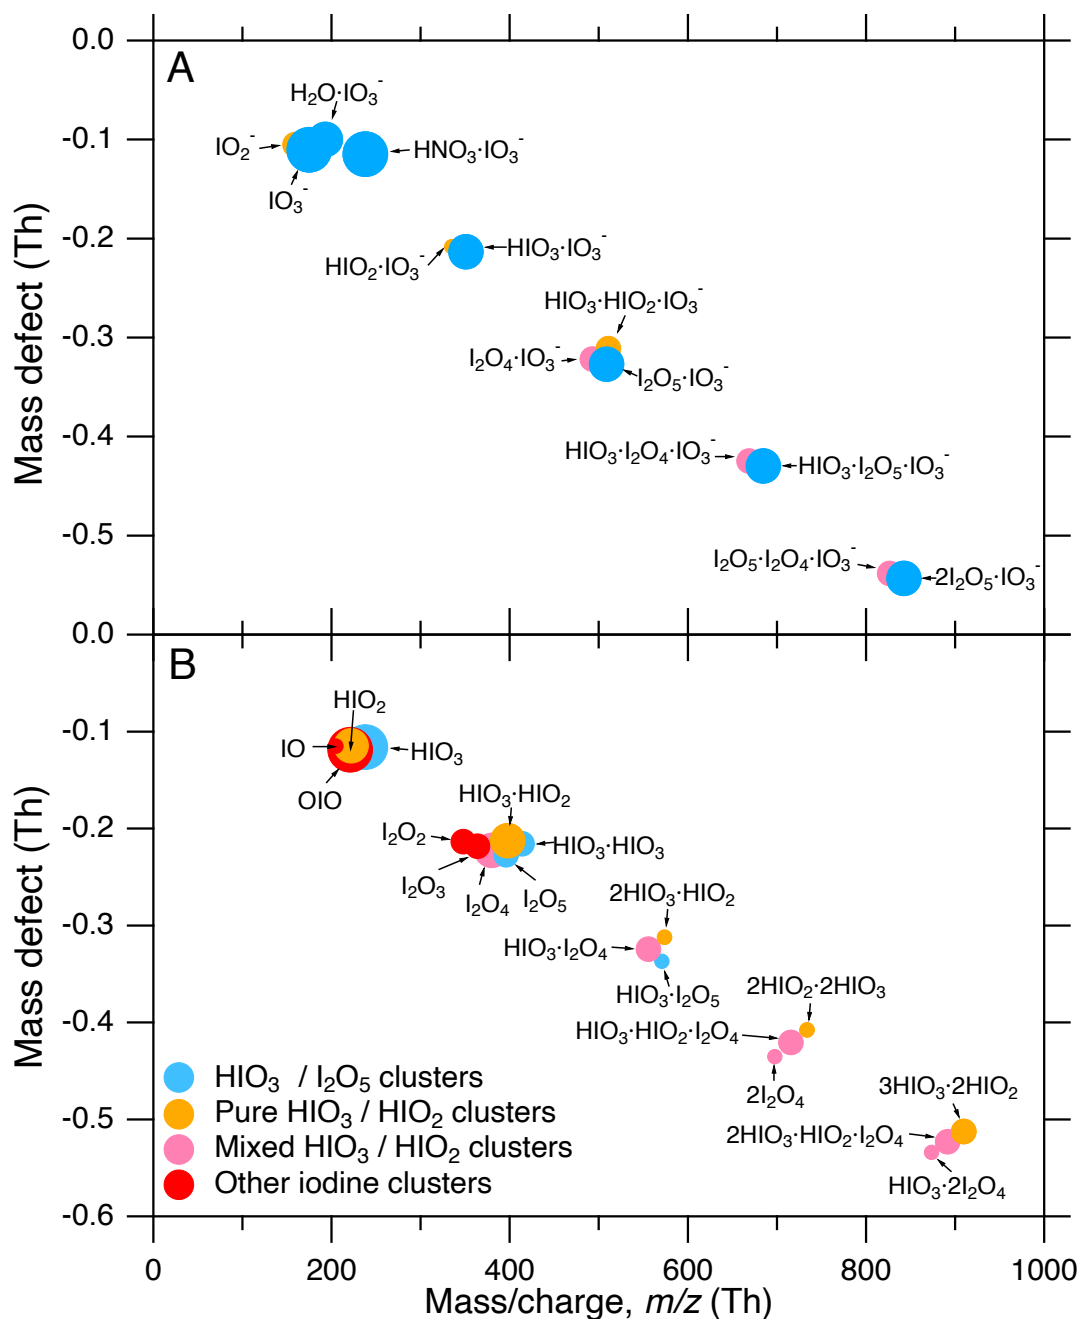 0.0
A
H₂O·IO₃⁻
-0.1
IO₂⁻
HNO₃·IO₃⁻
IO₃⁻
-0.2
HIO₂·IO₃⁻
HIO₃·IO₃⁻
HIO₃·HIO₂·IO₃⁻
-0.3
I₂O₄·IO₃⁻
I₂O₅·IO₃⁻
-0.4
HIO₃·I₂O₄·IO₃⁻
HIO₃·I₂O₅·IO₃⁻
-0.5
I₂O₅·I₂O₄·IO₃⁻
2I₂O₅·IO₃⁻
Mass defect (Th)
0.0
B
HIO₂
-0.1
IO
HIO₃
OIO
HIO₃·HIO₂
-0.2
I₂O₂
HIO₃·HIO₃
I₂O₃
I₂O₄
I₂O₅
2HIO₃·HIO₂
-0.3
HIO₃·I₂O₄
HIO₃·I₂O₅
2HIO₂·2HIO₃
-0.4
HIO₃·HIO₂·I₂O₄
2I₂O₄
3HIO₃·2HIO₂
-0.5
2HIO₃·HIO₂·I₂O₄
HIO₃·2I₂O₄
-0.6
Mass defect (Th)
HIO₃ / I₂O₅ clusters
Pure HIO₃ / HIO₂ clusters
Mixed HIO₃ / HIO₂ clusters
Other iodine clusters
0 200 400 600 800 1000
Mass/charge, m/z (Th)